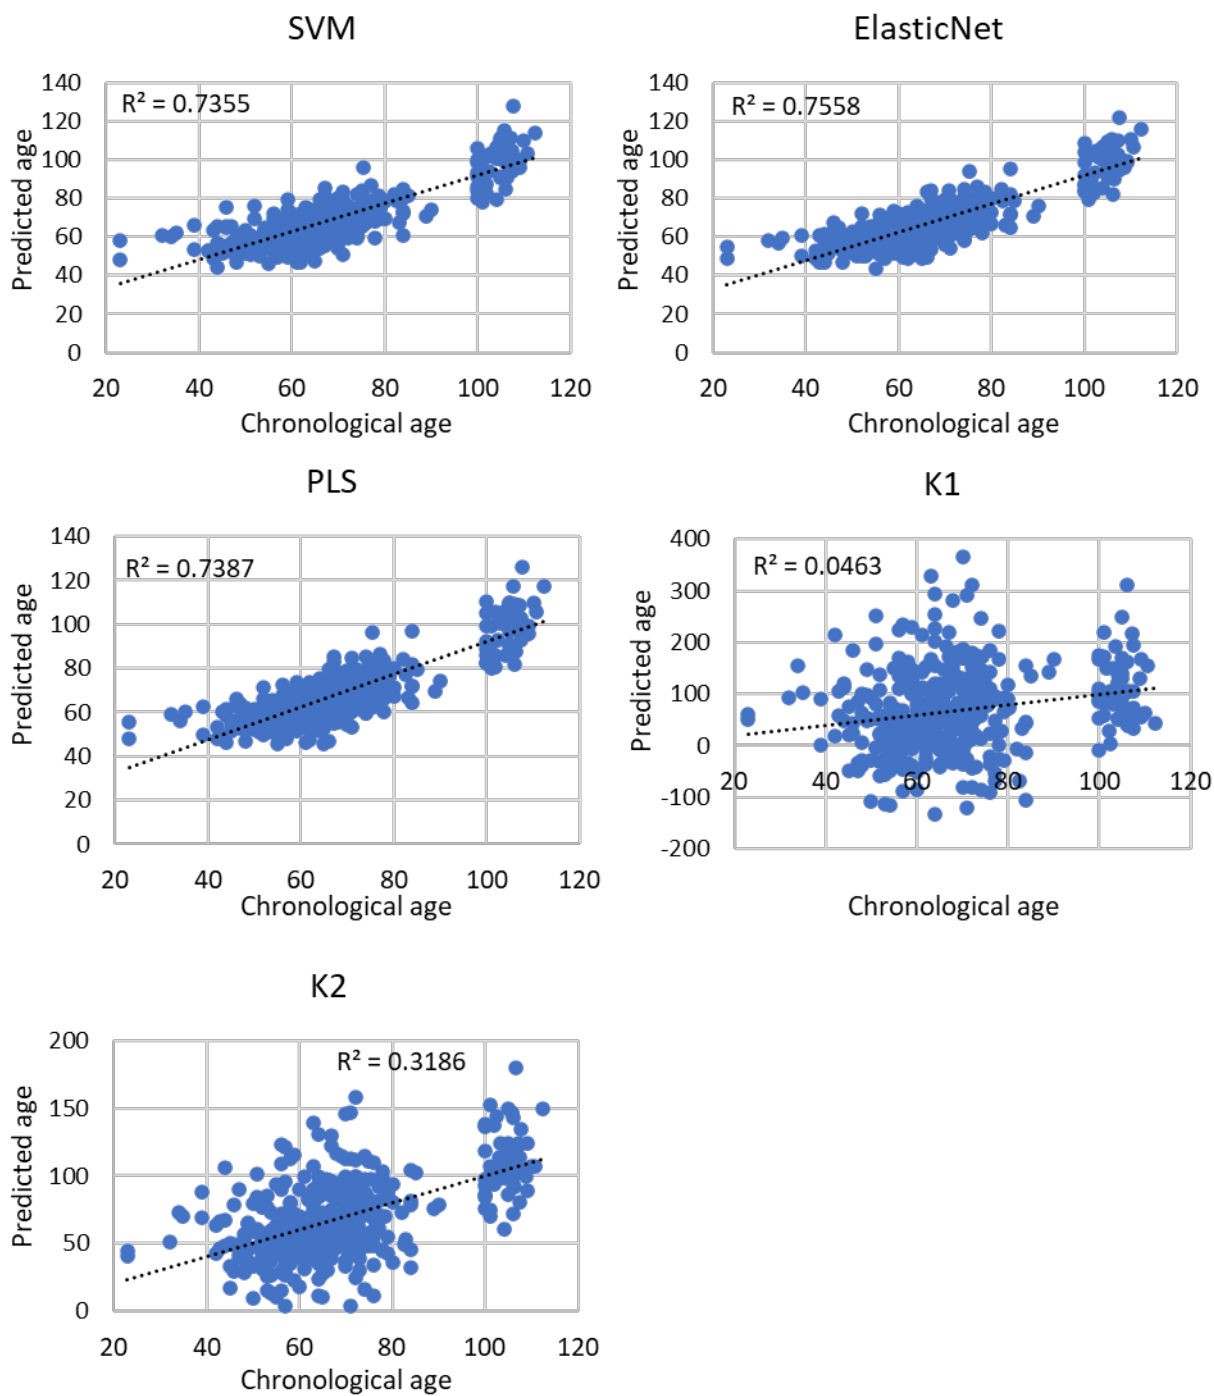 SVM
R² = 0.7355
Predicted age
140
120
100
80
60
40
20
0
20 40 60 80 100 120
Chronological age
ElasticNet
R² = 0.7558
Predicted age
140
120
100
80
60
40
20
0
20 40 60 80 100 120
Chronological age
PLS
R² = 0.7387
Predicted age
140
120
100
80
60
40
20
0
20 40 60 80 100 120
Chronological age
K1
R² = 0.0463
Predicted age
400
300
200
100
0
-100
-200
20 40 60 80 100 120
Chronological age
K2
R² = 0.3186
Predicted age
200
150
100
50
0
20 40 60 80 100 120
Chronological age